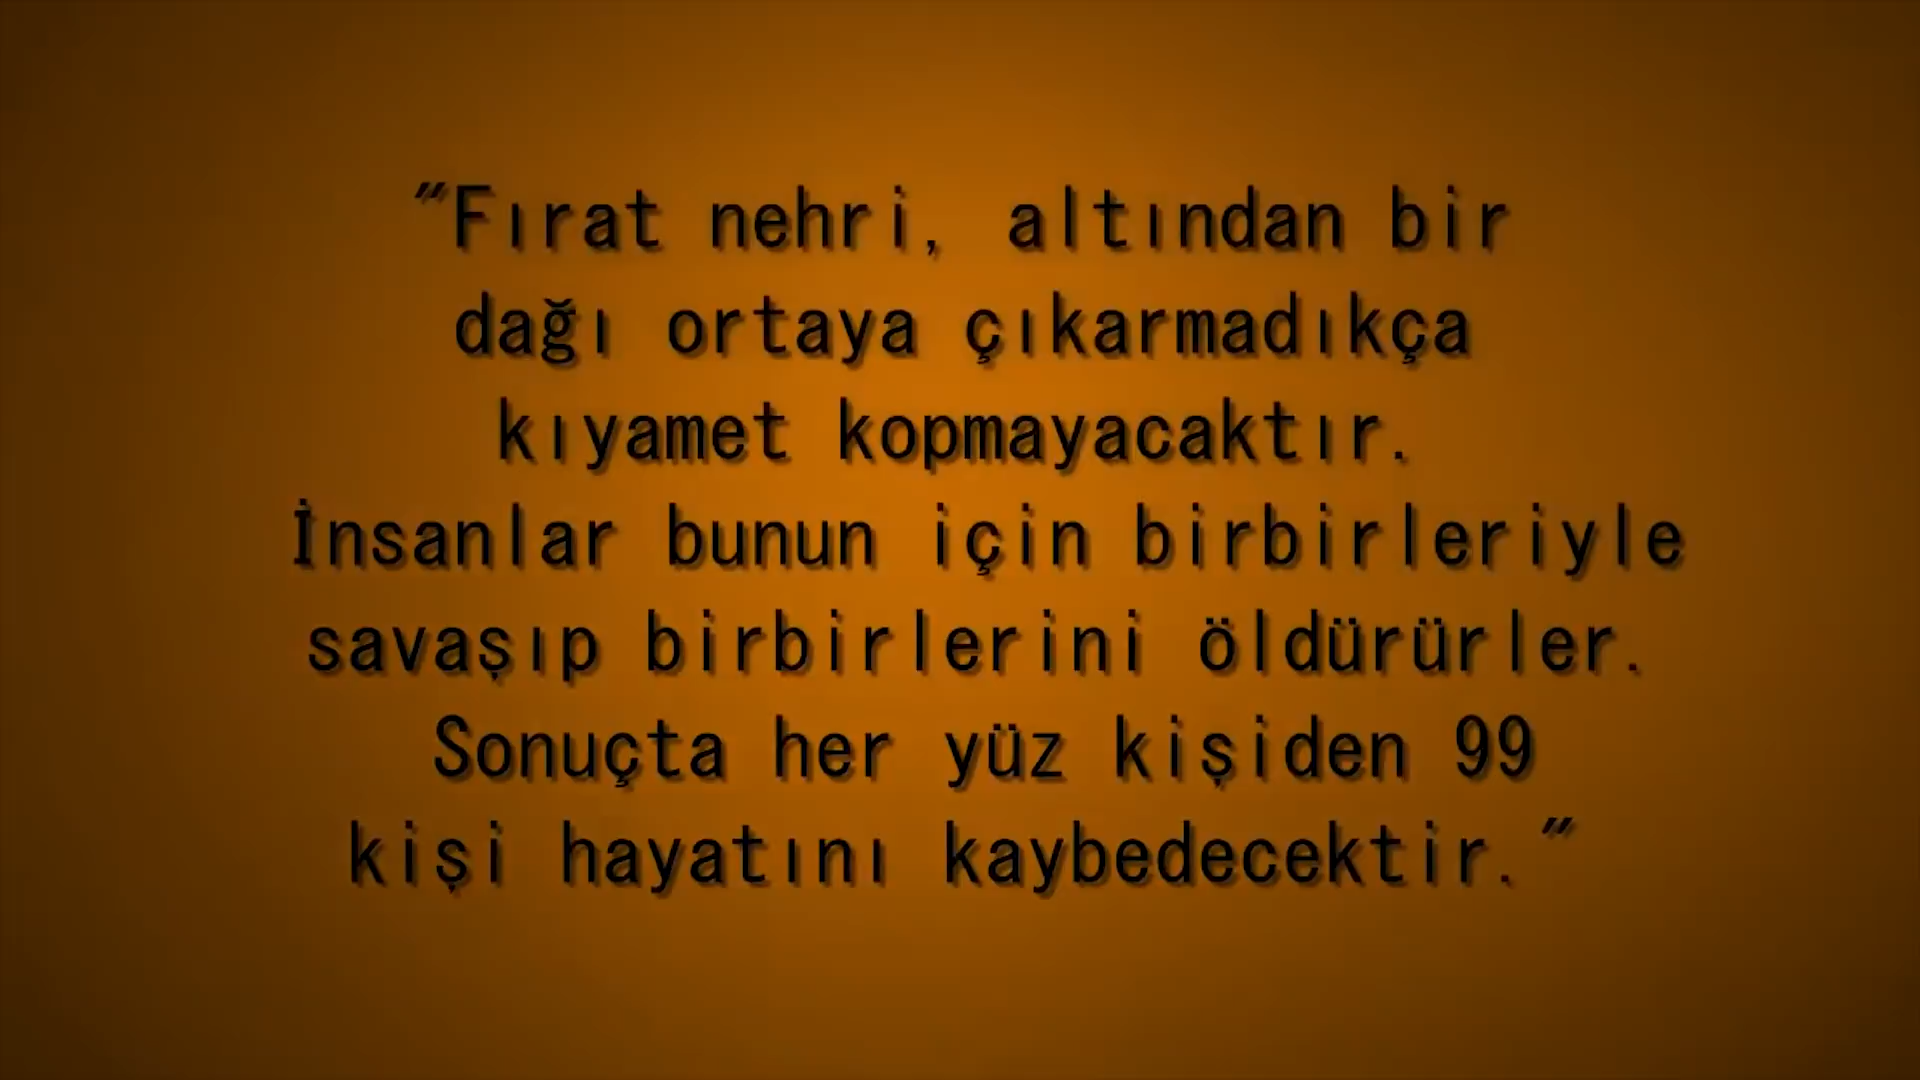 "Fırat nehri, altından bir
dağı ortaya çıkarmadıkça
kıyamet kopmayacaktır.
İnsanlar bunun için birbirleriyle
savaşıp birbirlerini öldürürler.
Sonuçta her yüz kişiden 99
kişi hayatını kaybedecektir."